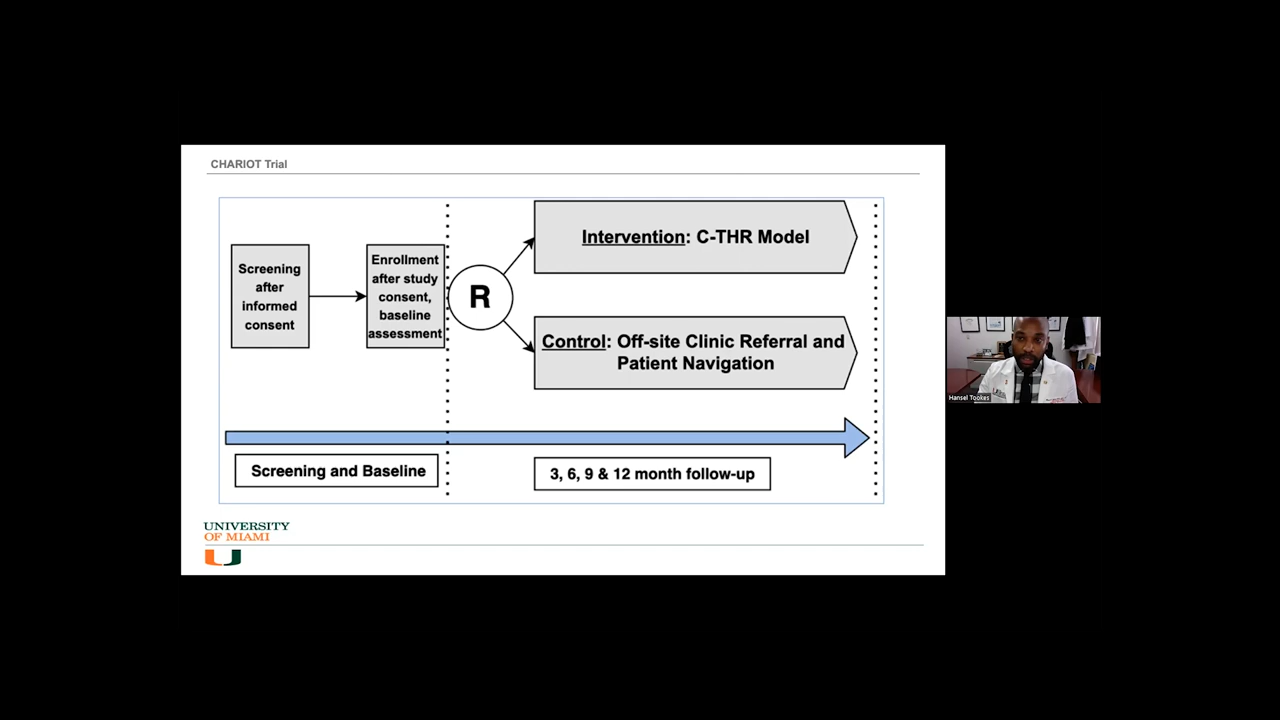 CHARIOT Trial
Screening
after
informed
consent
Enrollment
after study
consent,
baseline
assessment
R
Intervention: C-THR Model
Control: Off-site Clinic Referral and
Patient Navigation
Screening and Baseline
3, 6, 9 & 12 month follow-up
UNIVERSITY
OF MIAMI
Hansel Tookes